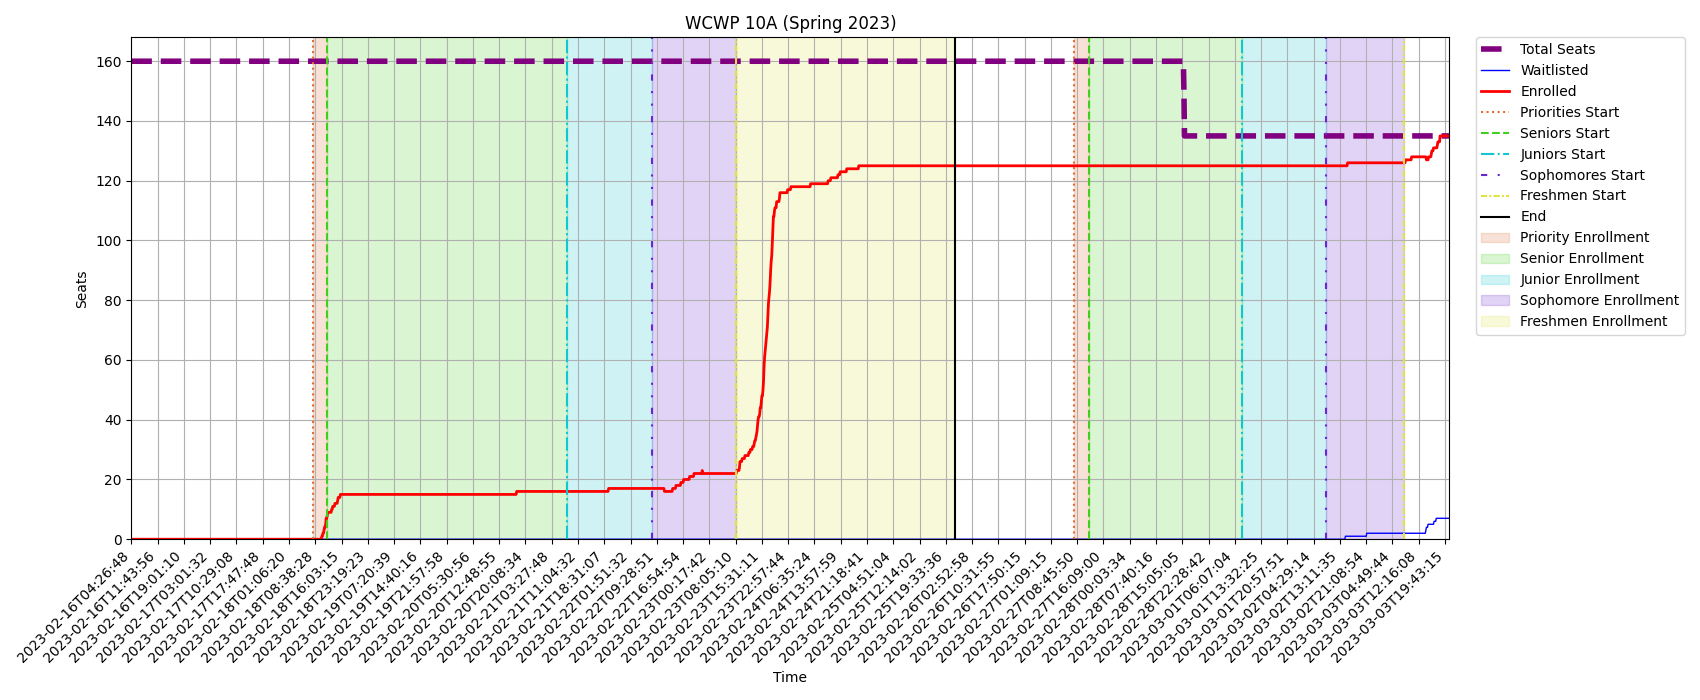 WCWP 10A (Spring 2023)
Seats
160
140
120
100
80
60
40
20
0
2023-02-16T04:26:48
2023-02-16T11:43:56
2023-02-16T19:01:10
2023-02-17T03:01:32
2023-02-17T10:29:08
2023-02-17T17:47:48
2023-02-18T01:06:20
2023-02-18T08:38:28
2023-02-18T16:03:15
2023-02-18T23:19:23
2023-02-19T07:20:39
2023-02-19T14:40:16
2023-02-19T21:57:58
2023-02-20T05:30:56
2023-02-20T12:48:55
2023-02-20T20:08:34
2023-02-21T03:27:48
2023-02-21T11:04:32
2023-02-21T18:31:07
2023-02-22T01:51:32
2023-02-22T09:28:51
2023-02-22T16:54:54
2023-02-23T00:17:42
2023-02-23T08:05:10
2023-02-23T15:31:11
2023-02-23T22:57:44
2023-02-24T06:35:24
2023-02-24T13:57:59
2023-02-24T21:18:41
2023-02-25T04:51:04
2023-02-25T12:14:02
2023-02-25T19:33:36
2023-02-26T02:52:58
2023-02-26T10:31:55
2023-02-26T17:50:15
2023-02-27T01:09:15
2023-02-27T08:45:50
2023-02-27T16:09:00
2023-02-28T00:03:34
2023-02-28T07:40:16
2023-02-28T15:05:05
2023-02-28T22:28:42
2023-03-01T06:07:04
2023-03-01T13:32:25
2023-03-01T20:57:51
2023-03-02T04:29:14
2023-03-02T13:11:35
2023-03-02T21:08:54
2023-03-03T04:49:44
2023-03-03T12:16:08
2023-03-03T19:43:15
Time
Total Seats
Waitlisted
Enrolled
Priorities Start
Seniors Start
Juniors Start
Sophomores Start
Freshmen Start
End
Priority Enrollment
Senior Enrollment
Junior Enrollment
Sophomore Enrollment
Freshmen Enrollment